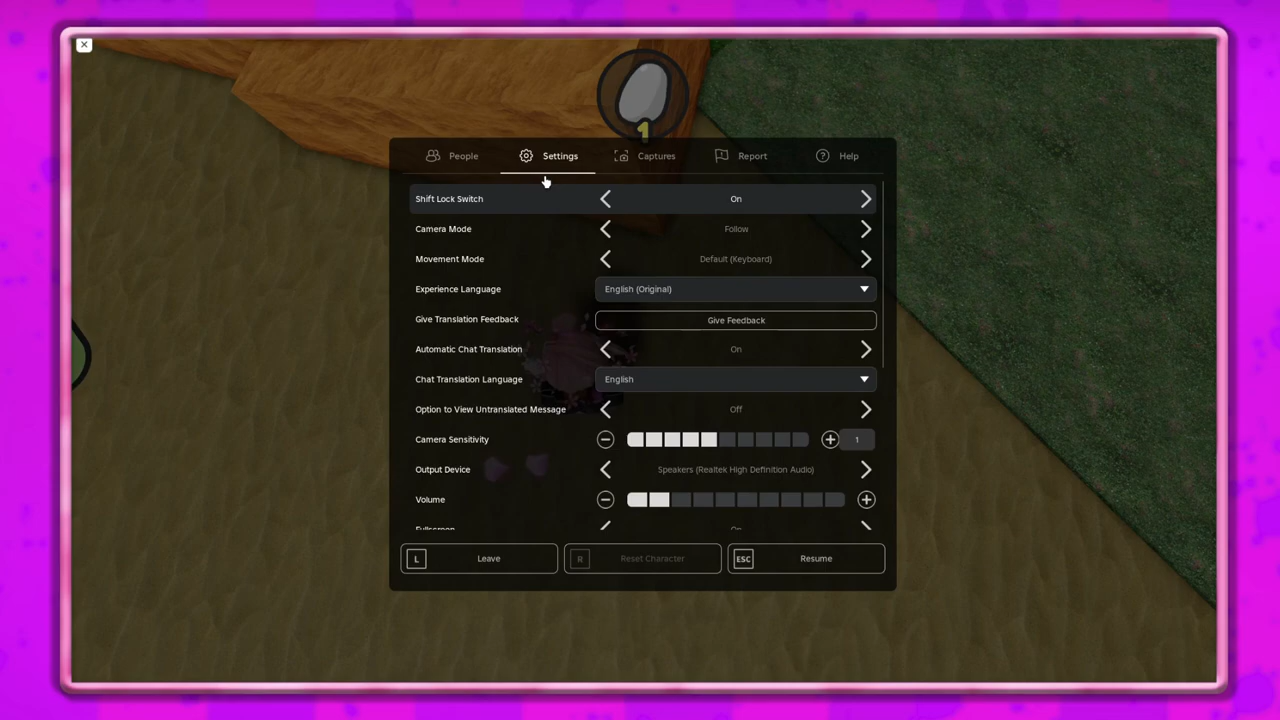 1
People Settings Captures Report Help
Shift Lock Switch On
Camera Mode Follow
Movement Mode Default (Keyboard)
Experience Language English (Original)
Give Translation Feedback Give Feedback
Automatic Chat Translation On
Chat Translation Language English
Option to View Untranslated Message Off
Camera Sensitivity 1
Output Device Speakers (Realtek High Definition Audio)
Volume
Fullscreen On
L Leave R Reset Character ESC Resume